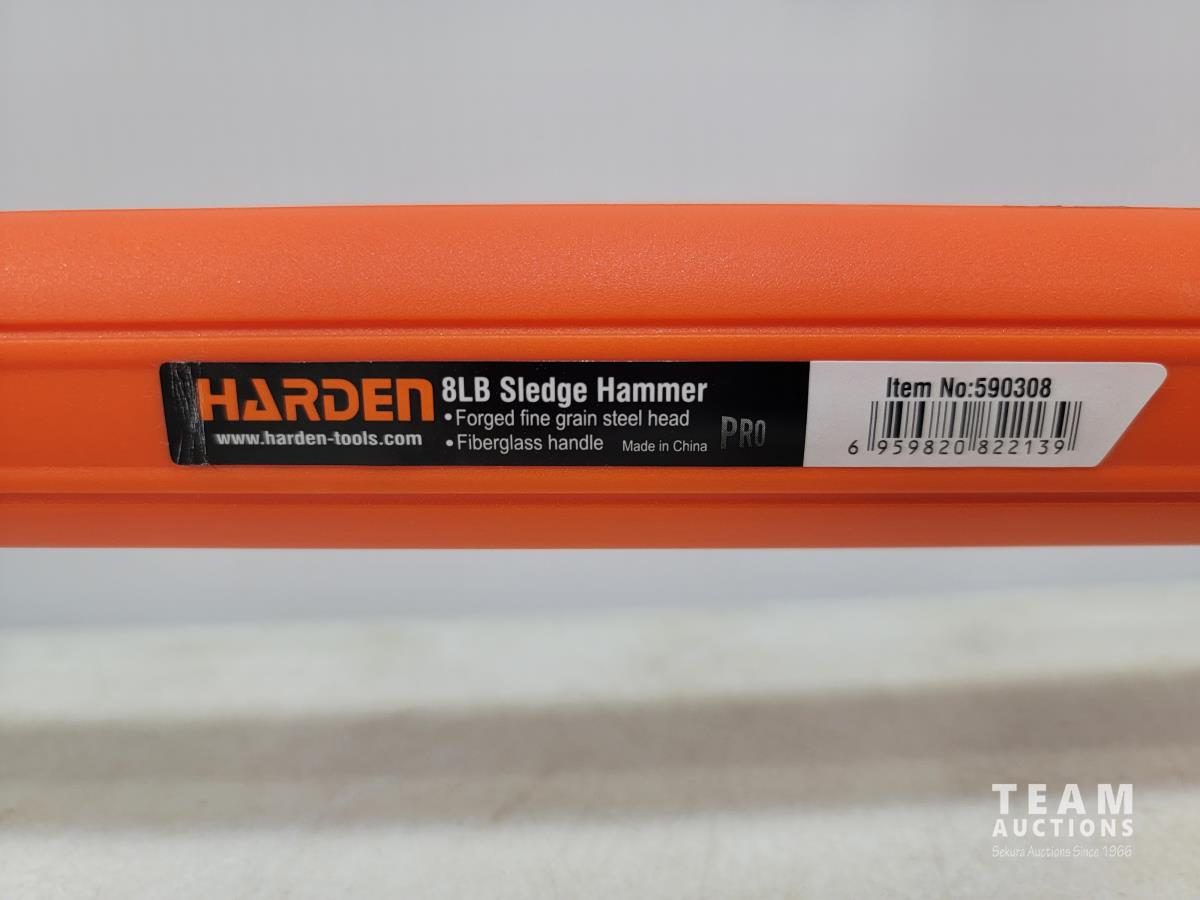 HARDEN
www.harden-tools.com
8LB Sledge Hammer
•Forged fine grain steel head
•Fiberglass handle Made in China PRO
Item No:590308
6 959820 822139
TEAM
AUCTIONS
Sekura Auctions Since 1966